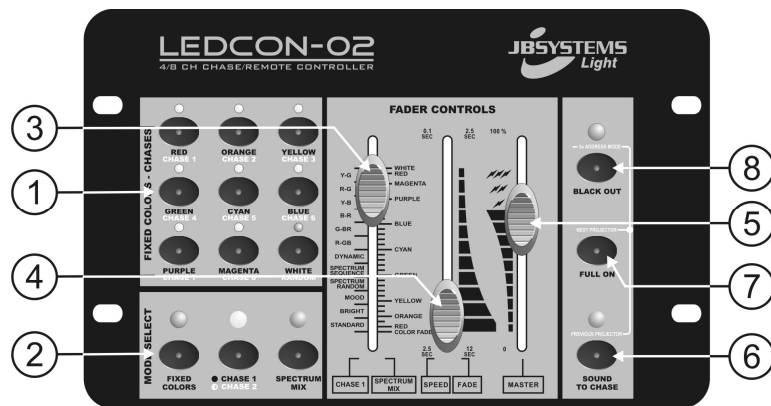 LEDCON-02
4/8 CH CHASE/REMOTE CONTROLLER
JBSYSTEMS
Light
FIXED COLORS - CHASES
RED
CHASE 1
ORANGE
CHASE 2
YELLOW
CHASE 3
GREEN
CHASE 4
CYAN
CHASE 5
BLUE
CHASE 6
PURPLE
MAGENTA
WHITE
RANDOM
MODE SELECT
FIXED
COLORS
CHASE 1
CHASE 2
SPECTRUM
MIX
FADER CONTROLS
Y-G
R-G
Y-B
B-R
G-BR
R-GB
DYNAMIC
SPECTRUM
SEQUENCE
SPECTRUM
RANDOM
MOOD
BRIGHT
STANDARD
WHITE
RED
MAGENTA
PURPLE
BLUE
CYAN
GREEN
YELLOW
ORANGE
RED
COLOR FADE
CHASE 1
SPECTRUM
MIX
0.1
SEC
2.5
SEC
2.5
SEC
12
SEC
SPEED
FADE
100 %
0
MASTER
5x ADDRESS MODE
BLACK OUT
NEXT PROJECTOR
FULL ON
PREVIOUS PROJECTOR
SOUND
TO CHASE
3
1
4
2
8
5
7
6